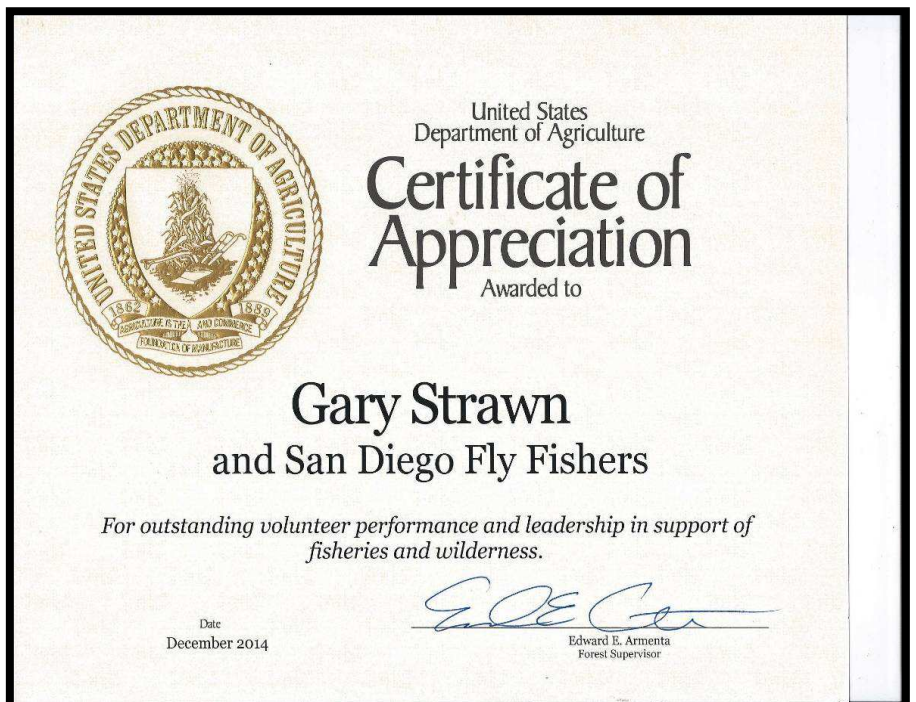 UNITED STATES DEPARTMENT OF AGRICULTURE
1862 1889
AGRICULTURE IS THE AND COMMERCE
FOUNDATION OF MANUFACTURE
United States
Department of Agriculture
Certificate of
Appreciation
Awarded to
Gary Strawn
and San Diego Fly Fishers
For outstanding volunteer performance and leadership in support of
fisheries and wilderness.
Date
December 2014
Edward E. Armenta
Forest Supervisor